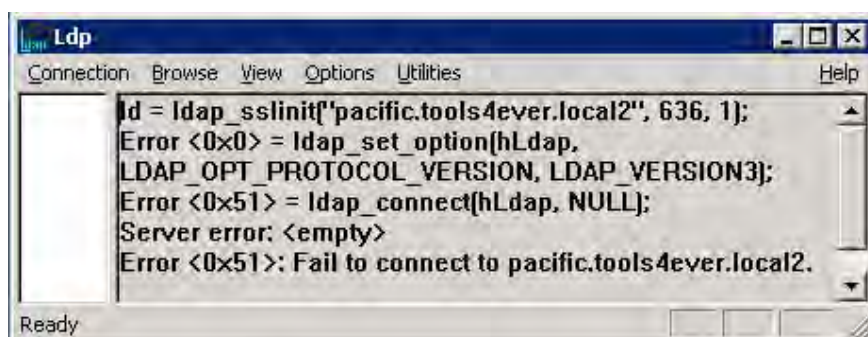 Ldp
Connection Browse View Options Utilities Help
ld = ldap_sslinit("pacific.tools4ever.local2", 636, 1);
Error <0x0> = ldap_set_option(hLdap,
LDAP_OPT_PROTOCOL_VERSION, LDAP_VERSION3);
Error <0x51> = ldap_connect(hLdap, NULL);
Server error: <empty>
Error <0x51>: Fail to connect to pacific.tools4ever.local2.
Ready